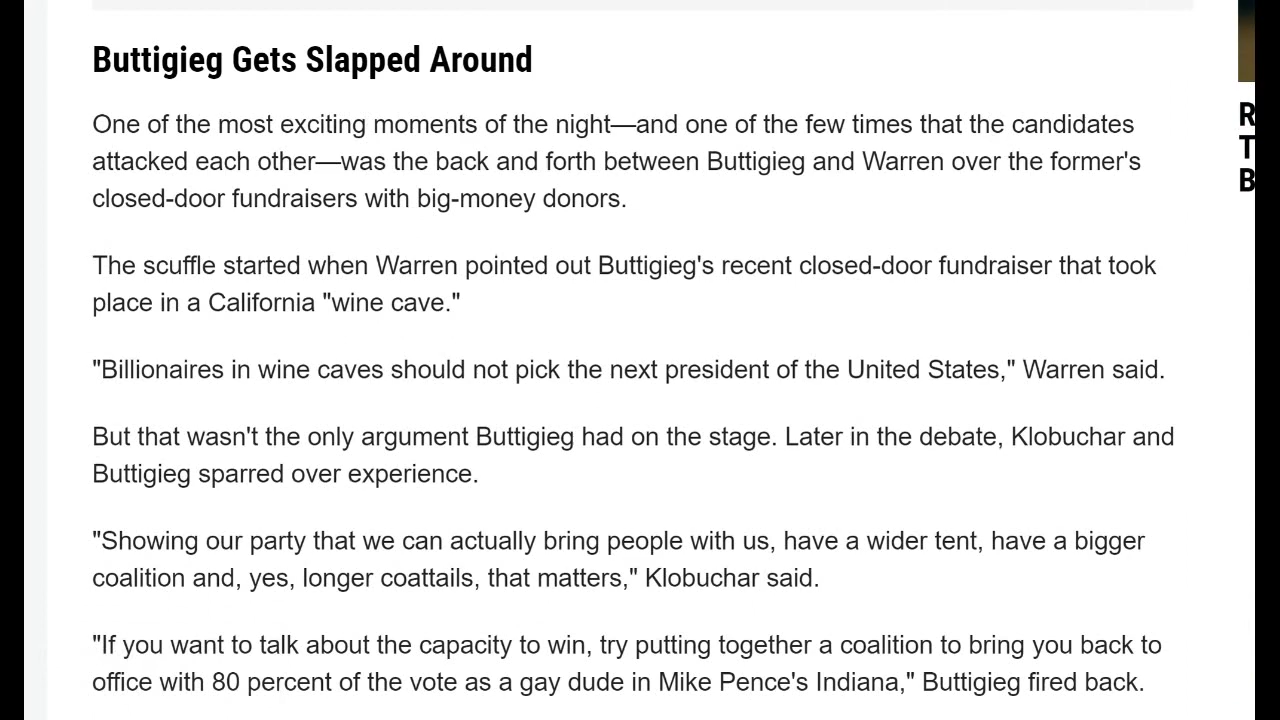 Buttigieg Gets Slapped Around
One of the most exciting moments of the night—and one of the few times that the candidates
attacked each other—was the back and forth between Buttigieg and Warren over the former's
closed-door fundraisers with big-money donors.
The scuffle started when Warren pointed out Buttigieg's recent closed-door fundraiser that took
place in a California "wine cave."
"Billionaires in wine caves should not pick the next president of the United States," Warren said.
But that wasn't the only argument Buttigieg had on the stage. Later in the debate, Klobuchar and
Buttigieg sparred over experience.
"Showing our party that we can actually bring people with us, have a wider tent, have a bigger
coalition and, yes, longer coattails, that matters," Klobuchar said.
"If you want to talk about the capacity to win, try putting together a coalition to bring you back to
office with 80 percent of the vote as a gay dude in Mike Pence's Indiana," Buttigieg fired back.
R
T
B